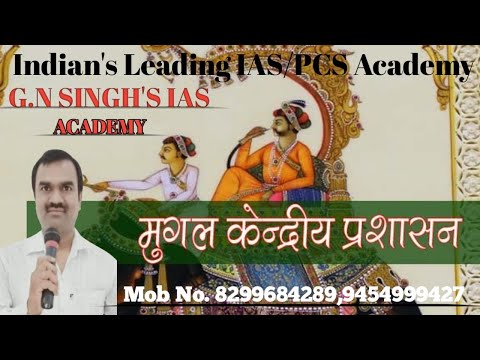 Indian's Leading IAS/PCS Academy
G.N SINGH'S IAS
ACADEMY
मुगल केन्द्रीय प्रशासन
Mob No. 8299684289,9454999427